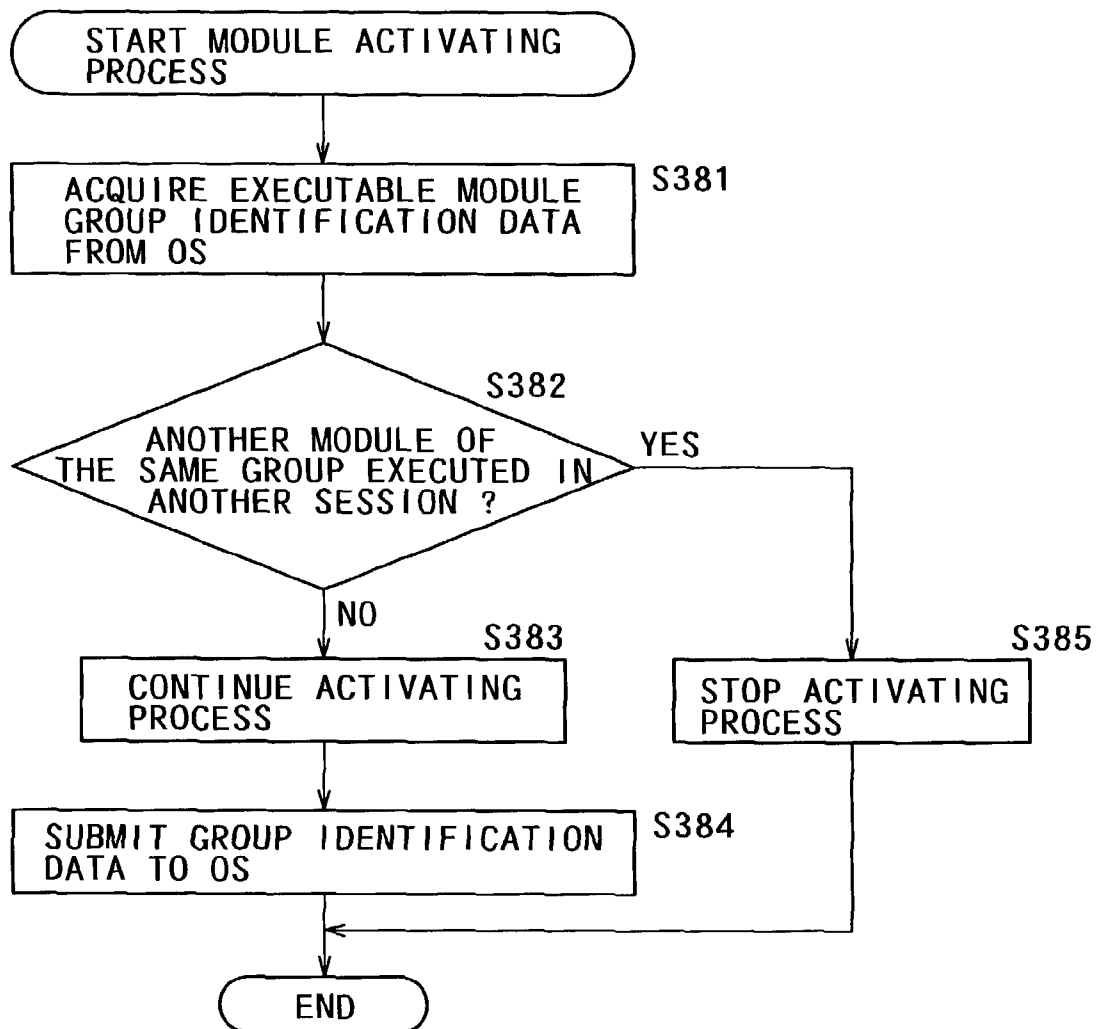 START MODULE ACTIVATING
PROCESS
S381
ACQUIRE EXECUTABLE MODULE
GROUP IDENTIFICATION DATA
FROM OS
S382
ANOTHER MODULE OF
THE SAME GROUP EXECUTED IN
ANOTHER SESSION ?
YES
NO
S383
CONTINUE ACTIVATING
PROCESS
S385
STOP ACTIVATING
PROCESS
S384
SUBMIT GROUP IDENTIFICATION
DATA TO OS
END